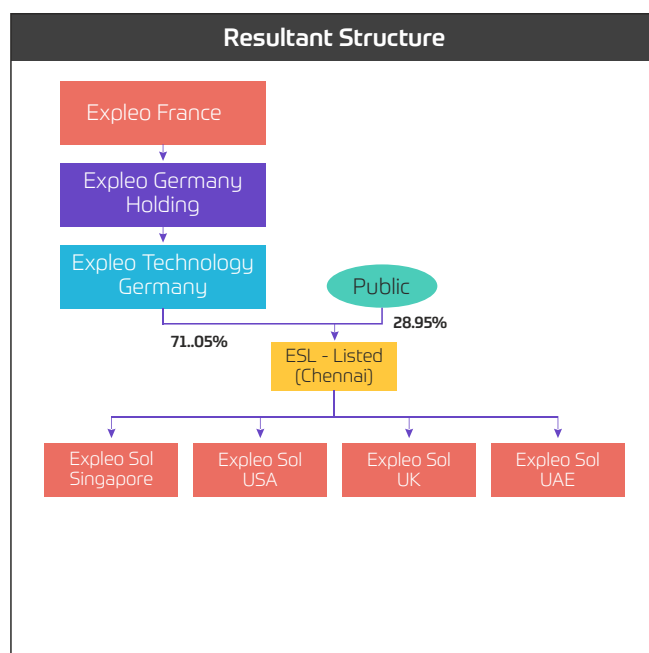 Resultant Structure
Expleo France
Expleo Germany
Holding
Expleo Technology
Germany
Public
71..05%
28.95%
ESL - Listed
(Chennai)
Expleo Sol
Singapore
Expleo Sol
USA
Expleo Sol
UK
Expleo Sol
UAE